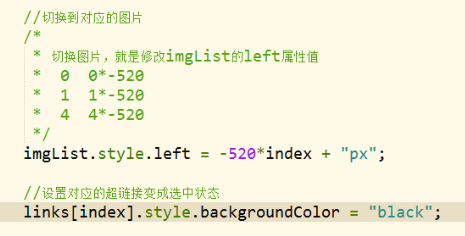 //切换到对应的图片
/*
* 切换图片，就是修改imgList的left属性值
* 0 0*-520
* 1 1*-520
* 4 4*-520
*/
imgList.style.left = -520*index + "px";
//设置对应的超链接变成选中状态
links[index].style.backgroundColor = "black";